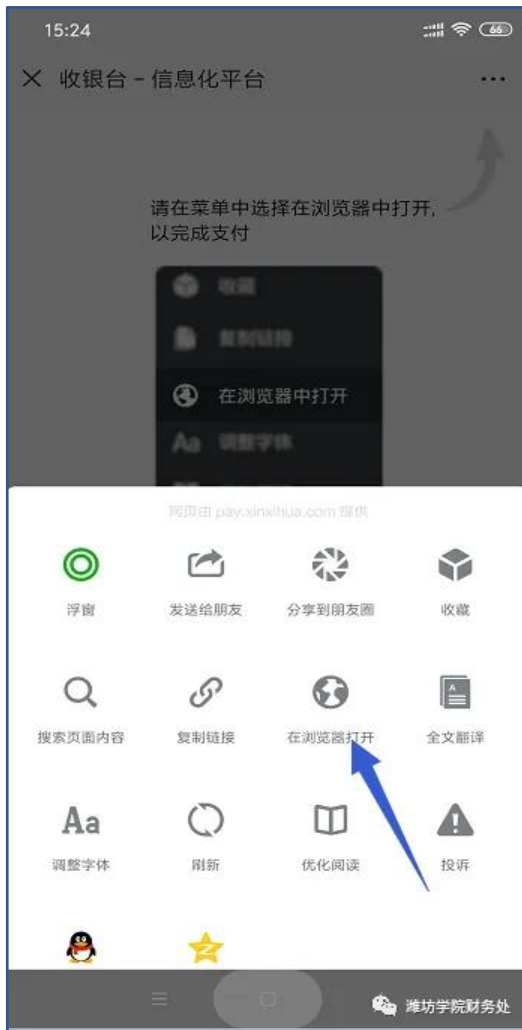 15:24
66
收银台 – 信息化平台
请在菜单中选择在浏览器中打开,
以完成支付
收藏
复制链接
在浏览器中打开
Aa 调整字体
网页由 pay.xinxihua.com 提供
浮窗
发送给朋友
分享到朋友圈
收藏
搜索页面内容
复制链接
在浏览器打开
全文翻译
Aa
调整字体
刷新
优化阅读
投诉
潍坊学院财务处